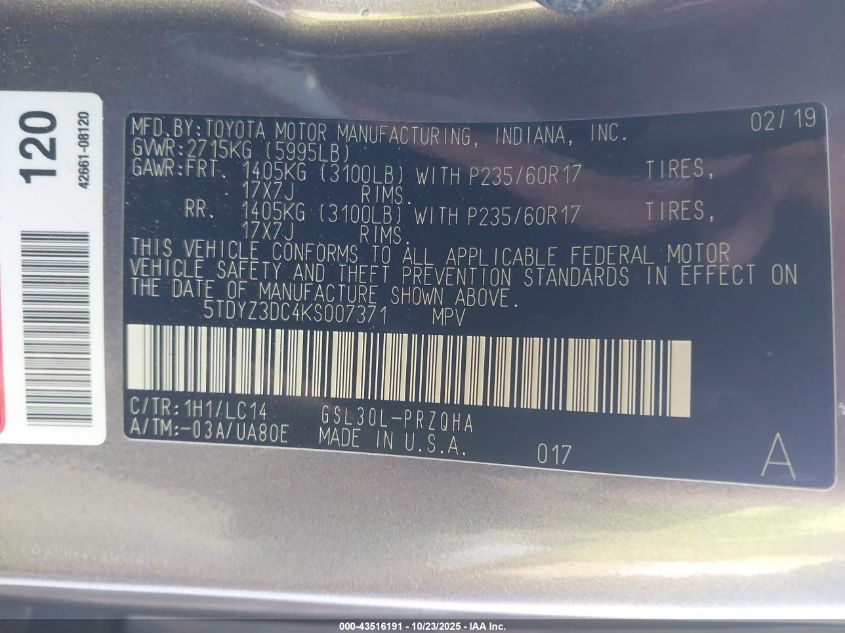 120
42661-08120
MFD.BY:TOYOTA MOTOR MANUFACTURING, INDIANA, INC. 02/19
GVWR:2715KG (5995LB)
GAWR:FRT. 1405KG (3100LB) WITH P235/60R17 TIRES,
17X7J RIMS.
RR. 1405KG (3100LB) WITH P235/60R17 TIRES,
17X7J RIMS.
THIS VEHICLE CONFORMS TO ALL APPLICABLE FEDERAL MOTOR
VEHICLE SAFETY AND THEFT PREVENTION STANDARDS IN EFFECT ON
THE DATE OF MANUFACTURE SHOWN ABOVE.
5TDYZ3DC4KS007371 MPV
C/TR:1H1/LC14 GSL30L-PRZQHA
A/TM:-03A/UA80E MADE IN U.S.A. 017 A
000-43516191 - 10/23/2025 - IAA Inc.